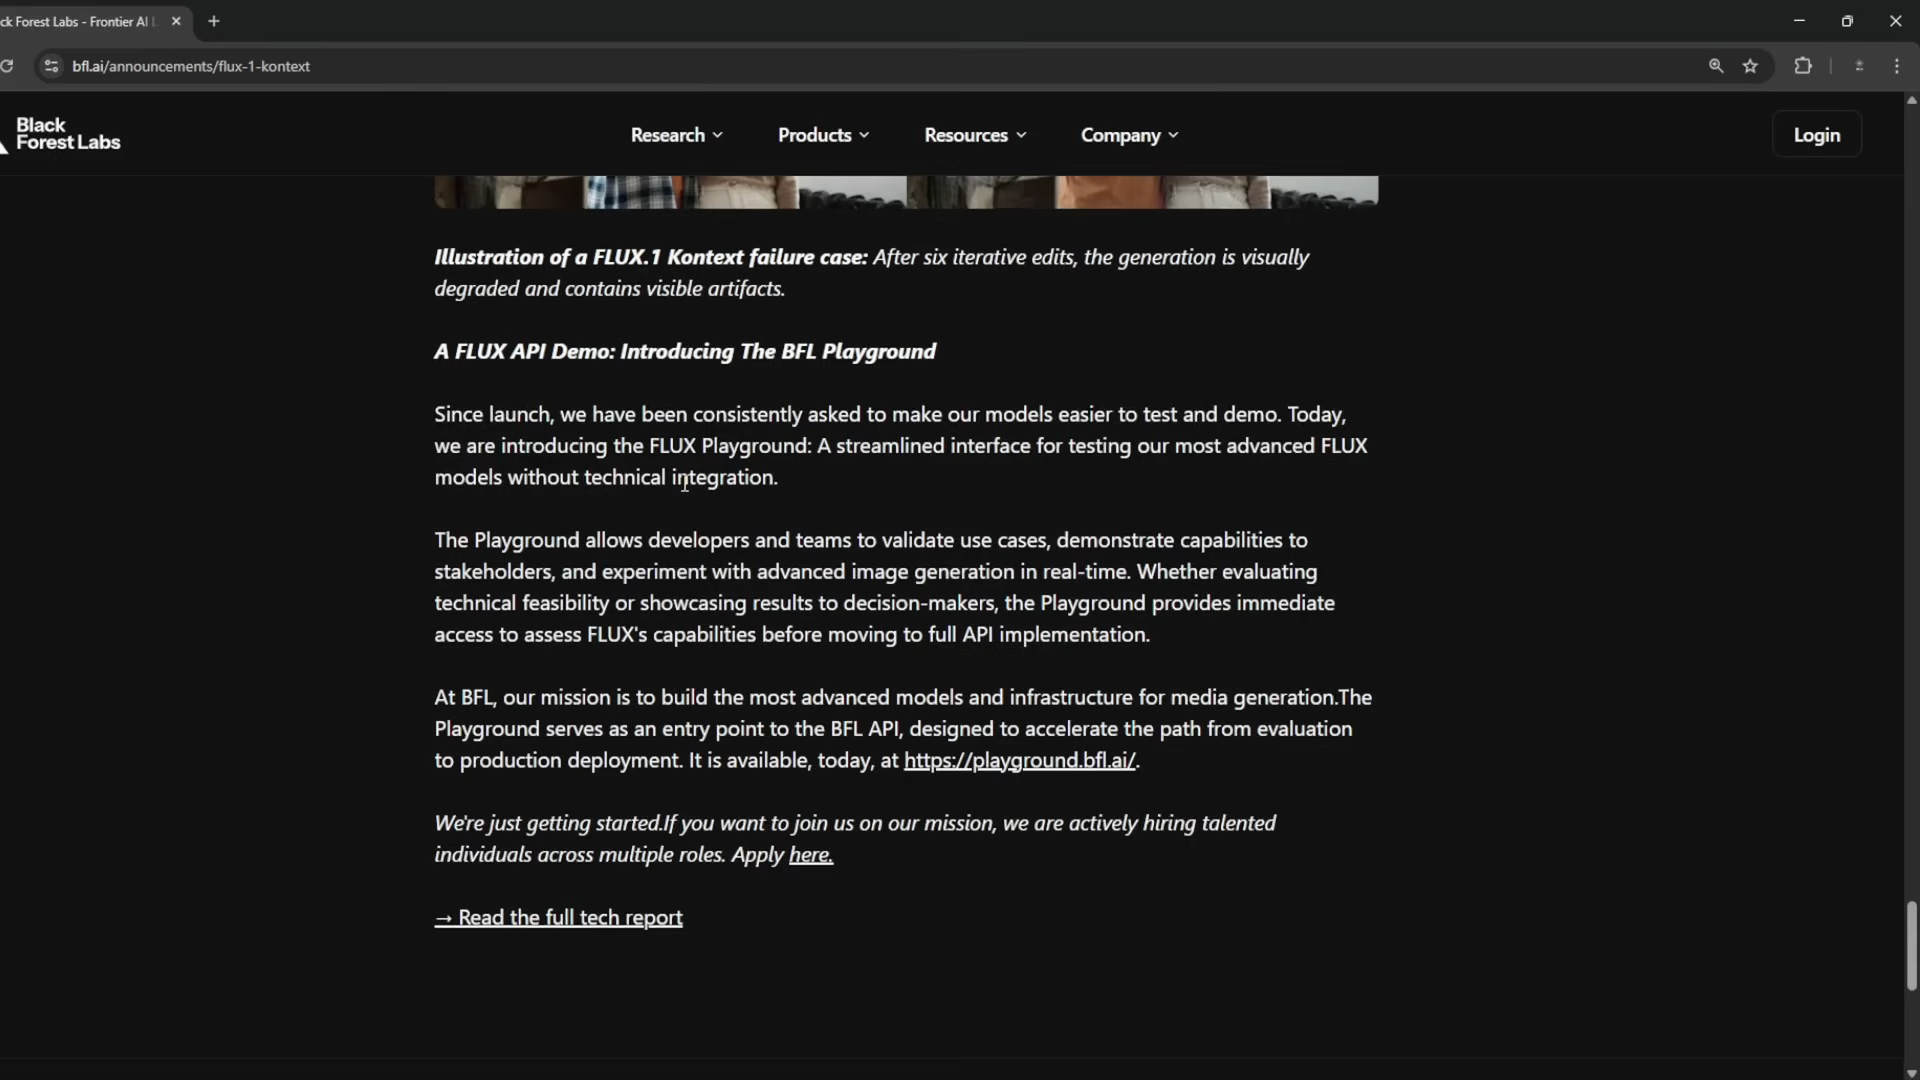 ck Forest Labs - Frontier AI L
bfl.ai/announcements/flux-1-kontext
Black
Forest Labs
Research
Products
Resources
Company
Login
Illustration of a FLUX.1 Kontext failure case: After six iterative edits, the generation is visually
degraded and contains visible artifacts.
A FLUX API Demo: Introducing The BFL Playground
Since launch, we have been consistently asked to make our models easier to test and demo. Today,
we are introducing the FLUX Playground: A streamlined interface for testing our most advanced FLUX
models without technical integration.
The Playground allows developers and teams to validate use cases, demonstrate capabilities to
stakeholders, and experiment with advanced image generation in real-time. Whether evaluating
technical feasibility or showcasing results to decision-makers, the Playground provides immediate
access to assess FLUX's capabilities before moving to full API implementation.
At BFL, our mission is to build the most advanced models and infrastructure for media generation.The
Playground serves as an entry point to the BFL API, designed to accelerate the path from evaluation
to production deployment. It is available, today, at https://playground.bfl.ai/.
We're just getting started.If you want to join us on our mission, we are actively hiring talented
individuals across multiple roles. Apply here.
→ Read the full tech report